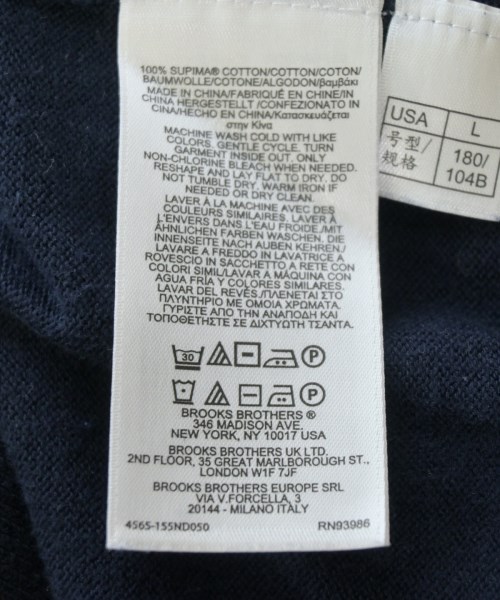 100% SUPIMA® COTTON/COTTON/COTON/
BAUMWOLLE/COTONE/ALGODON/βαμβάκι
MADE IN CHINA/FABRIQUÉ EN CHINE/IN
CHINA HERGESTELLT /CONFEZIONATO IN
CINA/HECHO EN CHINA/Κατασκευάζεται
στην Κίνα
MACHINE WASH COLD WITH LIKE
COLORS. GENTLE CYCLE. TURN
GARMENT INSIDE OUT. ONLY
NON-CHLORINE BLEACH WHEN NEEDED.
RESHAPE AND LAY FLAT TO DRY. DO
NOT TUMBLE DRY. WARM IRON IF
NEEDED OR DRY CLEAN.
LAVER À LA MACHINE AVEC DES
COULEURS SIMILAIRES. LAVER À
L'ENVERS DANS L'EAU FROIDE./MIT
ÄHNLICHEN FARBEN WASCHEN. DIE
INNENSEITE NACH AUßEN KEHREN/
LAVARE A FREDDO IN LAVATRICE A
ROVESCIO IN SACCHETTO A RETE CON
COLORI SIMILI/LAVAR A MÁQUINA CON
AGUA FRÍA Y COLORES SIMILARES.
LAVAR DEL REVÉS./ΠΛΕΝΕΤΑΙ ΣΤΟ
ΠΛΥΝΤΗΡΙΟ ΜΕ ΟΜΟΙΑ ΧΡΩΜΑΤΑ.
ΓΥΡΙΣΤΕ ΑΠΟ ΤΗΝ ΑΝΑΠΟΔΗ ΚΑΙ
ΤΟΠΟΘΕΤΗΣΤΕ ΣΕ ΔΙΧΤΥΩΤΗ ΤΣΑΝΤΑ.
30 P
P
BROOKS BROTHERS ®
346 MADISON AVE.
NEW YORK, NY 10017 USA
BROOKS BROTHERS UK LTD.
2ND FLOOR, 35 GREAT MARLBOROUGH ST.,
LONDON W1F 7JF
BROOKS BROTHERS EUROPE SRL
VIA V.FORCELLA, 3
20144 - MILANO ITALY
4565-155ND050 RN93986
USA L
号型/ 180/
规格 104B